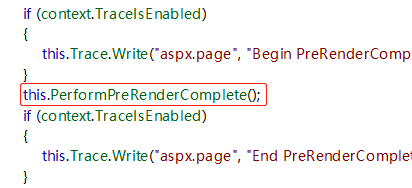 if (context.TraceIsEnabled)
{
this.Trace.Write("aspx.page", "Begin PreRenderComp
}
this.PerformPreRenderComplete();
if (context.TraceIsEnabled)
{
this.Trace.Write("aspx.page", "End PreRenderComplet
}